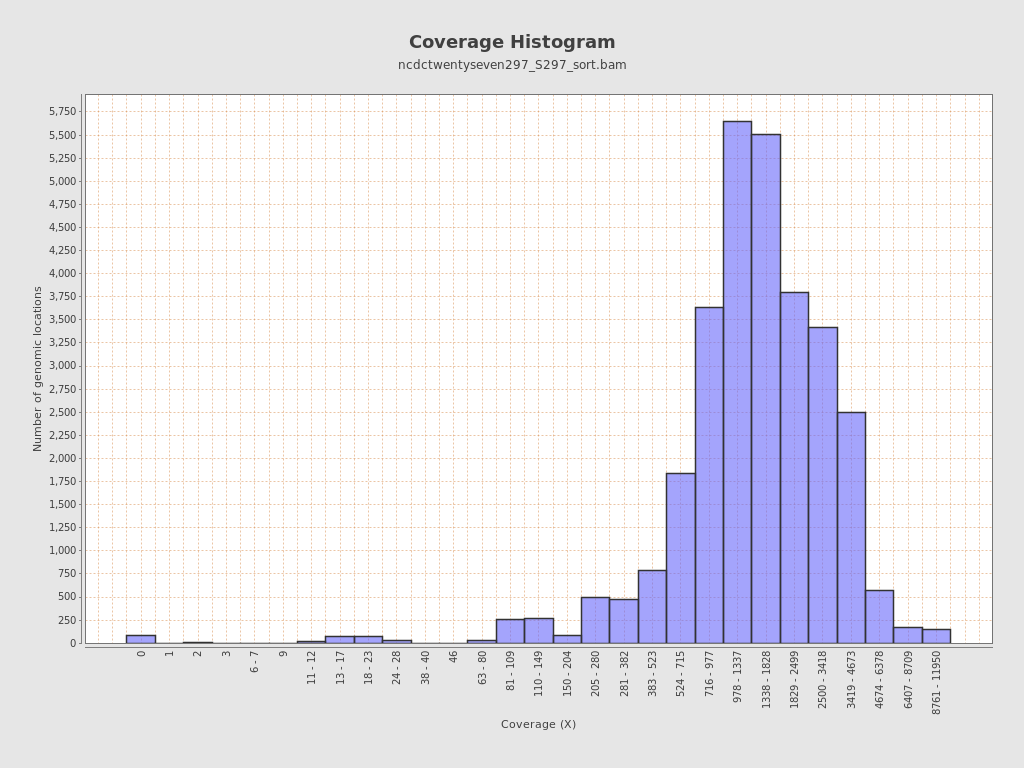 Coverage Histogram
ncdctwentyseven297_S297_sort.bam
Number of genomic locations
5,750
5,500
5,250
5,000
4,750
4,500
4,250
4,000
3,750
3,500
3,250
3,000
2,750
2,500
2,250
2,000
1,750
1,500
1,250
1,000
750
500
250
0
0
1
2
3
6 - 7
9
11 - 12
13 - 17
18 - 23
24 - 28
38 - 40
46
63 - 80
81 - 109
110 - 149
150 - 204
205 - 280
281 - 382
383 - 523
524 - 715
716 - 977
978 - 1337
1338 - 1828
1829 - 2499
2500 - 3418
3419 - 4673
4674 - 6378
6407 - 8709
8761 - 11950
Coverage (X)